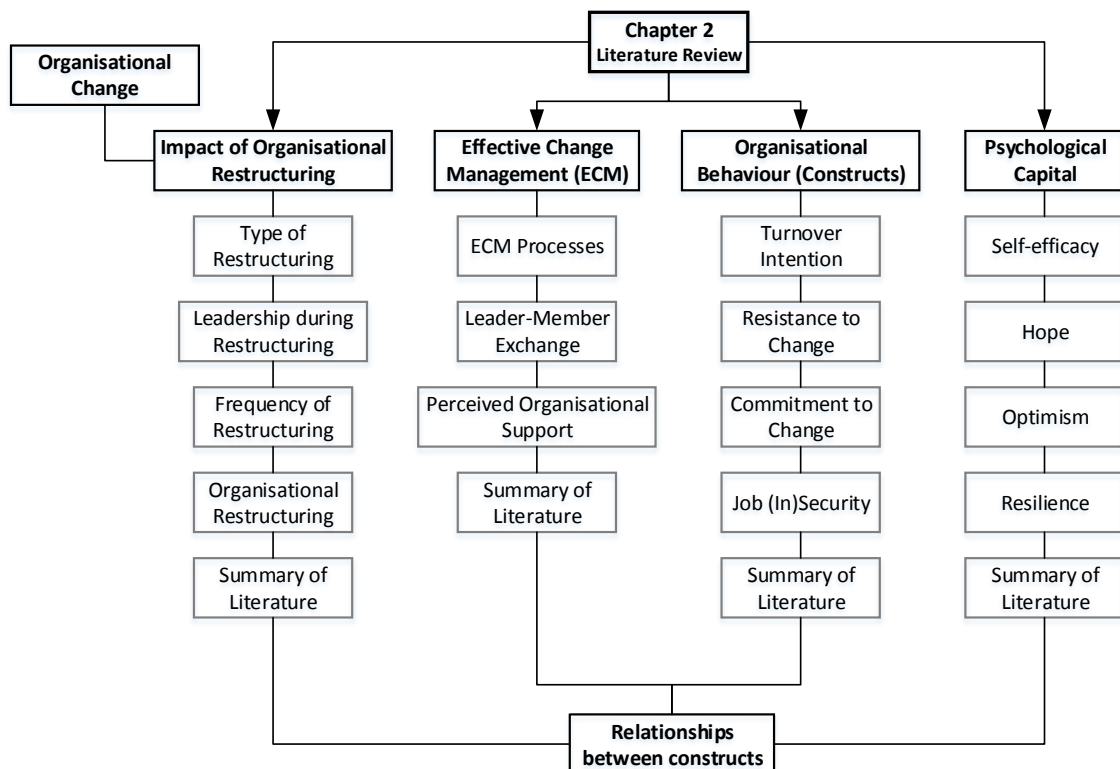 Chapter 2
Literature Review
Organisational
Change
Impact of Organisational
Restructuring
Type of
Restructuring
Leadership during
Restructuring
Frequency of
Restructuring
Organisational
Restructuring
Summary of
Literature
Effective Change
Management (ECM)
ECM Processes
Leader-Member
Exchange
Perceived Organisational
Support
Summary of
Literature
Organisational
Behaviour (Constructs)
Turnover
Intention
Resistance to
Change
Commitment to
Change
Job (In)Security
Summary of
Literature
Psychological
Capital
Self-efficacy
Hope
Optimism
Resilience
Summary of
Literature
Relationships
between constructs